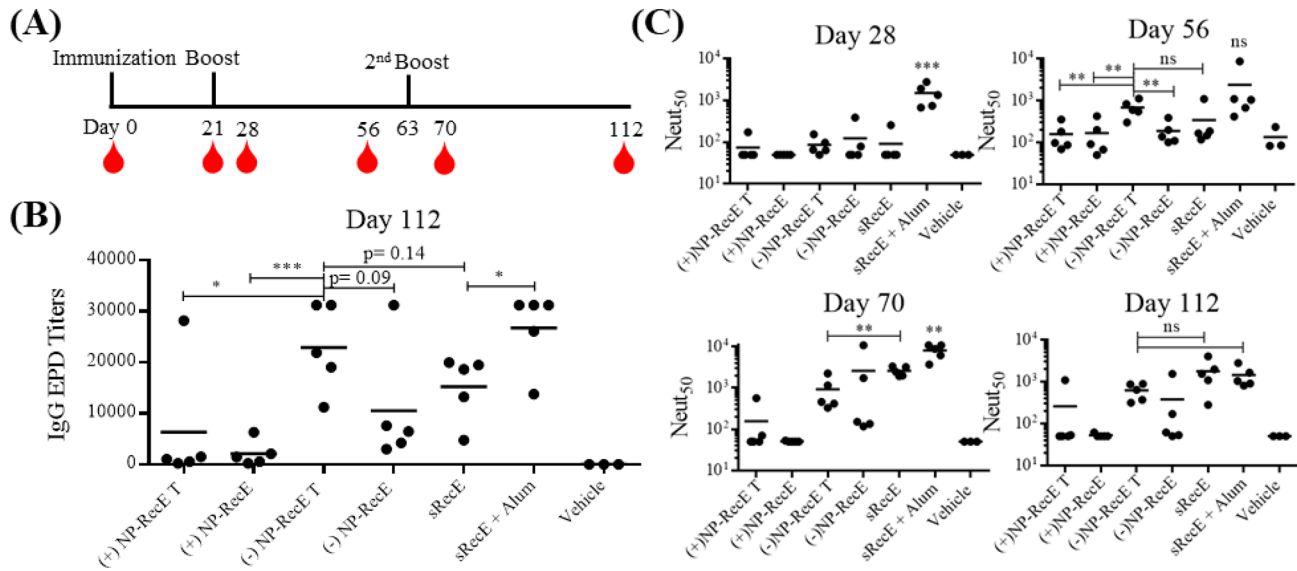 (A)
Immunization Boost 2nd Boost
Day 0 21 28 56 63 70 112
(B)
Day 112
IgG EPD Titers
40000
30000
20000
10000
0
* *** p= 0.09 p= 0.14 *
(+) NP-RecE T
(+) NP-RecE
(-) NP-RecE T
(-) NP-RecE
sRecE
sRecE + Alum
Vehicle
(C)
Day 28
Neut50
10^4
10^3
10^2
10^1
***
(+)NP-RecE T
(+)NP-RecE
(-)NP-RecE T
(-)NP-RecE
sRecE
sRecE + Alum
Vehicle
Day 56
Neut50
10^4
10^3
10^2
10^1
** ** ** ns ns
(+)NP-RecE T
(+)NP-RecE
(-)NP-RecE T
(-)NP-RecE
sRecE
sRecE + Alum
Vehicle
Day 70
Neut50
10^4
10^3
10^2
10^1
** **
(+)NP-RecE T
(+)NP-RecE
(-)NP-RecE T
(-)NP-RecE
sRecE
sRecE + Alum
Vehicle
Day 112
Neut50
10^4
10^3
10^2
10^1
ns
(+)NP-RecE T
(+)NP-RecE
(-)NP-RecE T
(-)NP-RecE
sRecE
sRecE + Alum
Vehicle